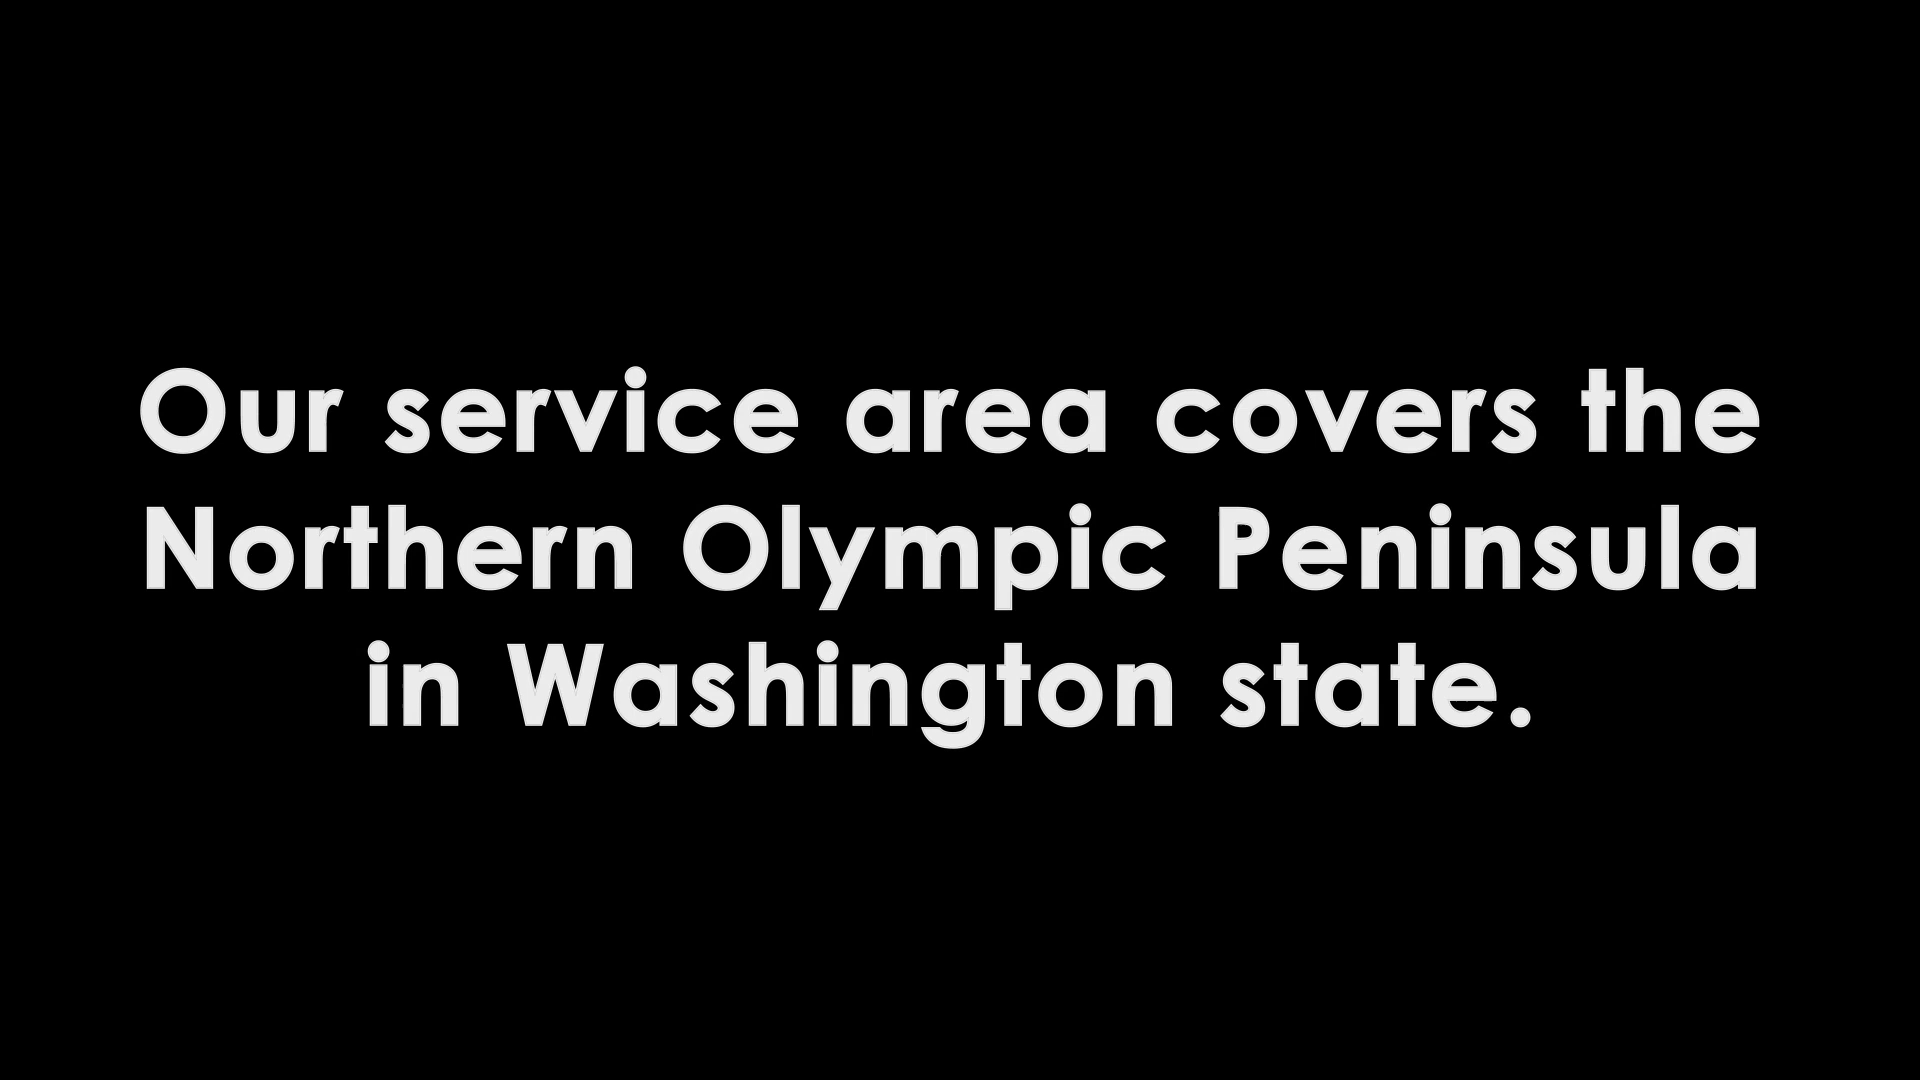 Our service area covers the
Northern Olympic Peninsula
in Washington state.